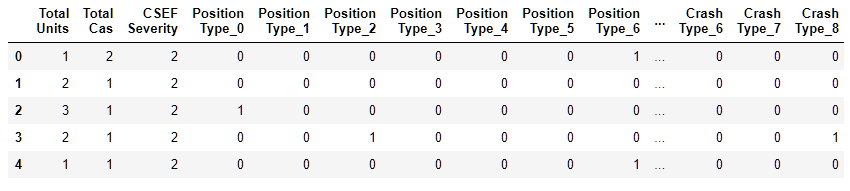 Total Total CSEF Position Position Position Position Position Position Position ... Crash Crash Crash
Units Cas Severity Type_0 Type_1 Type_2 Type_3 Type_4 Type_5 Type_6 Type_6 Type_7 Type_8
0 1 2 2 0 0 0 0 0 0 1 ... 0 0 0
1 2 1 2 0 0 0 0 0 0 0 ... 0 0 0
2 3 1 2 1 0 0 0 0 0 0 ... 0 0 0
3 2 1 2 0 0 1 0 0 0 0 ... 0 0 1
4 1 1 2 0 0 0 0 0 0 1 ... 0 0 0